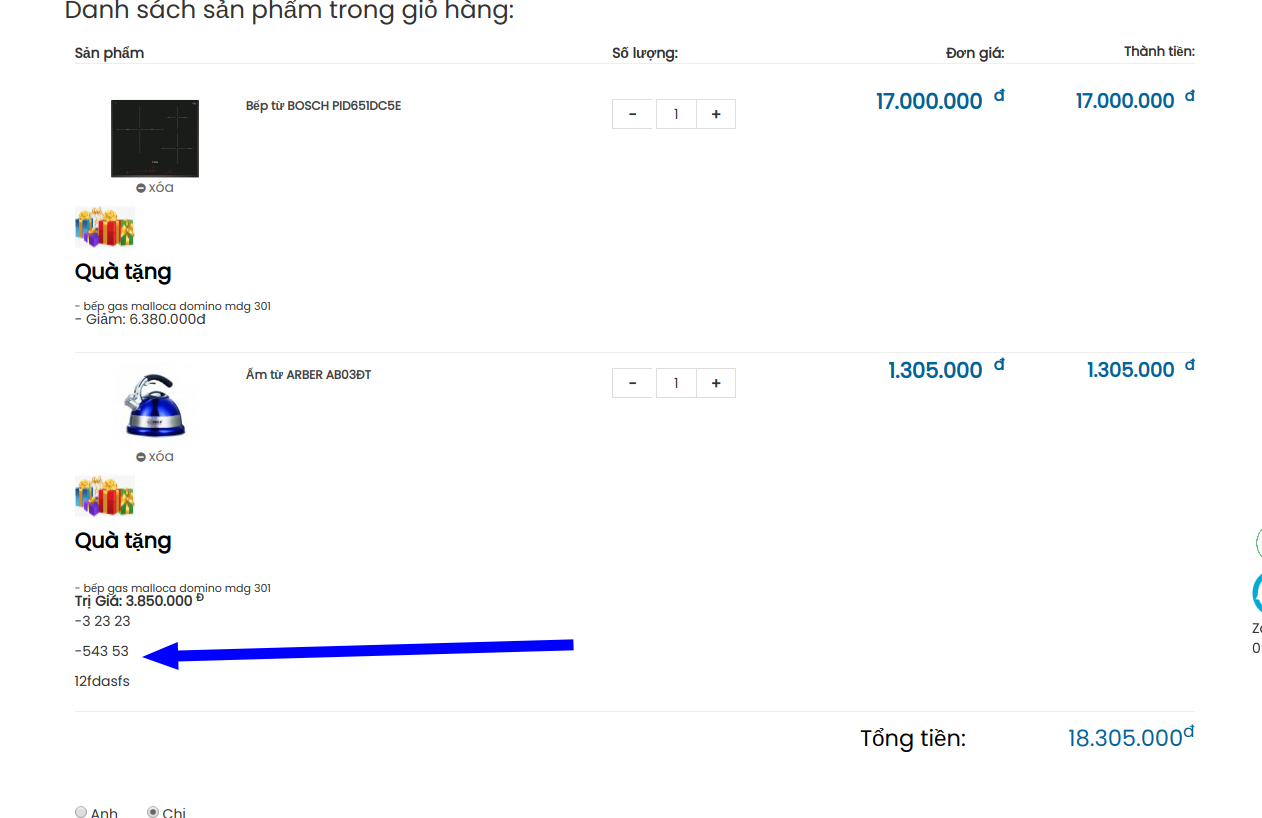 Danh sách sản phẩm trong giỏ hàng:
Sản phẩm Số lượng: Đơn giá: Thành tiền:
Bếp từ BOSCH PID651DC5E - 1 + 17.000.000 đ 17.000.000 đ
xóa
Quà tặng
- bếp gas malloca domino mdg 301
- Giảm: 6.380.000đ
Ấm từ ARBER AB03ĐT - 1 + 1.305.000 đ 1.305.000 đ
xóa
Quà tặng
- bếp gas malloca domino mdg 301
Trị Giá: 3.850.000 Đ
-3 23 23
-543 53
12fdasfs
Tổng tiền: 18.305.000đ
Anh Chị